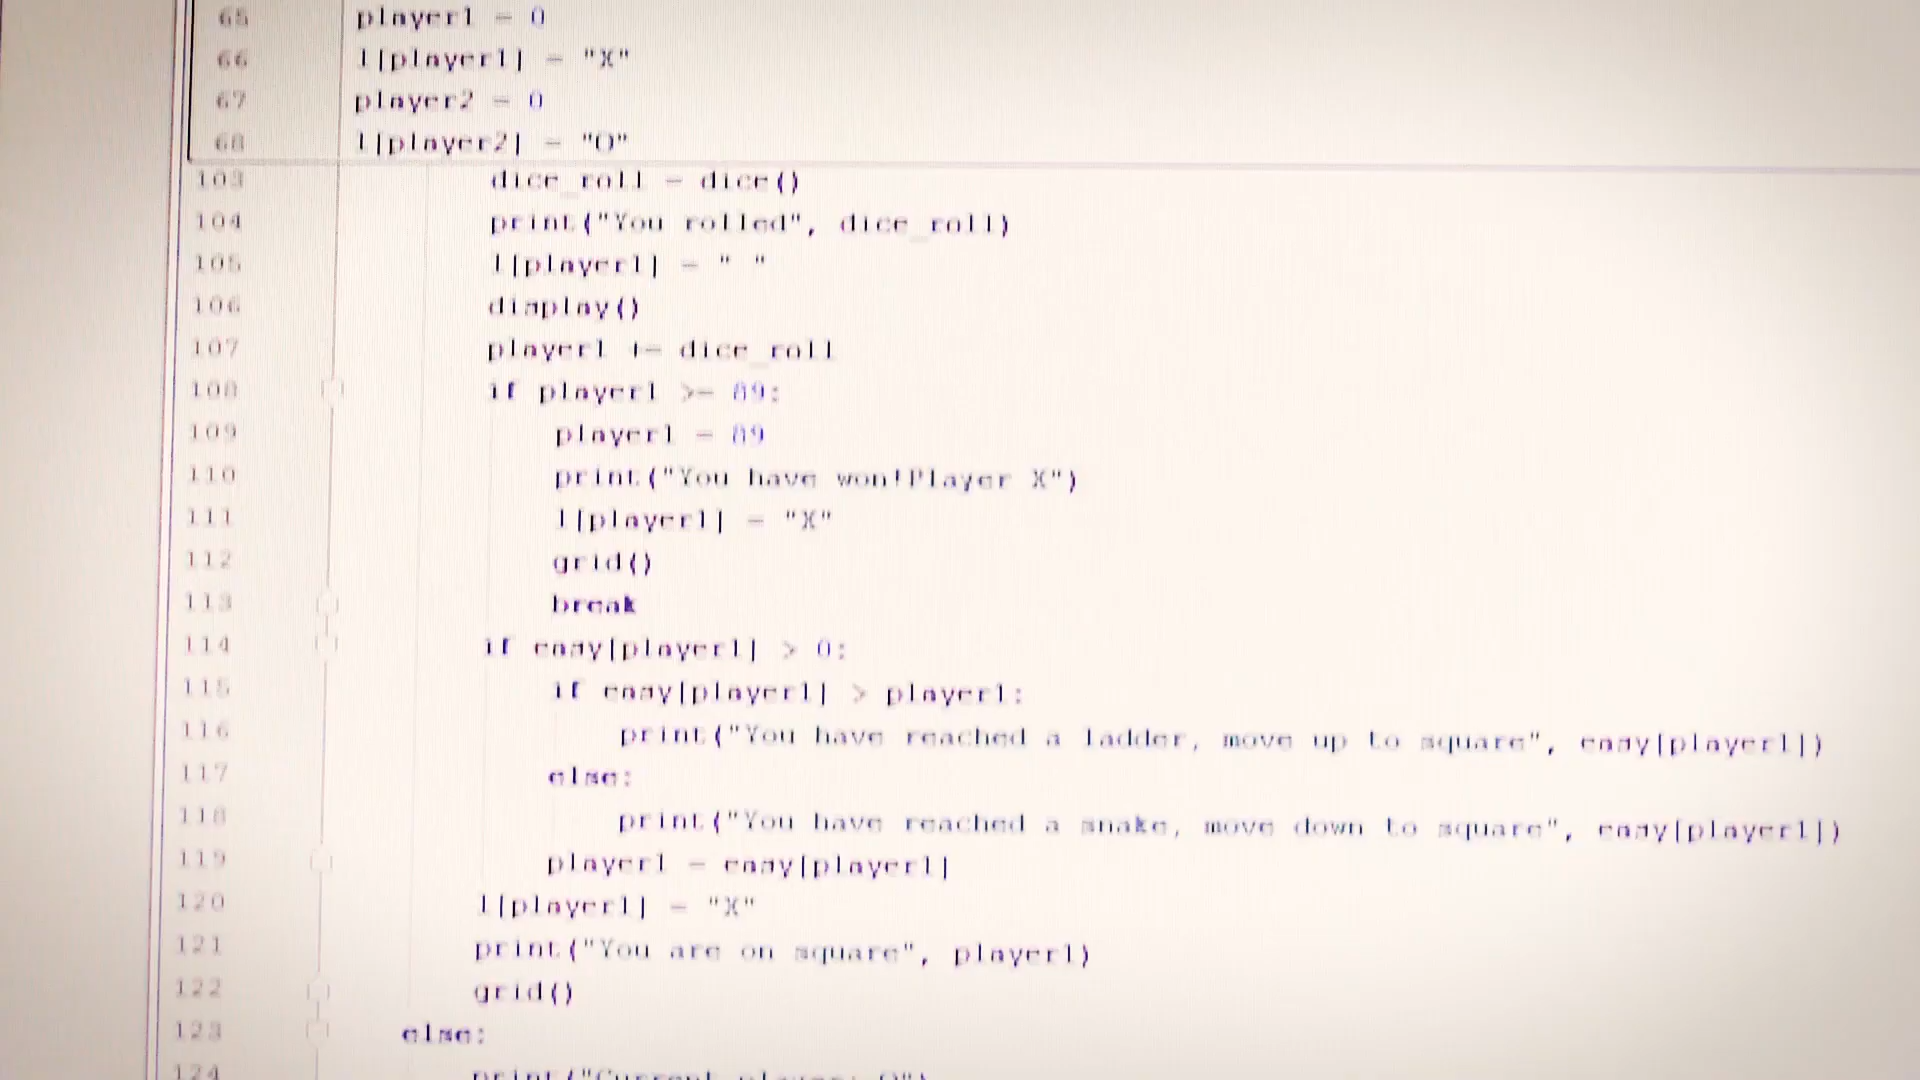 65 player1 = 0
66 l[player1] = "X"
67 player2 = 0
68 l[player2] = "O"
103 dice_roll = dice()
104 print("You rolled", dice_roll)
105 l[player1] = " "
106 display()
107 player1 += dice_roll
108 if player1 >= 89:
109 player1 = 89
110 print("You have won!Player X")
111 l[player1] = "X"
112 grid()
113 break
114 if easy[player1] > 0:
115 if easy[player1] > player1:
116 print("You have reached a ladder, move up to square", easy[player1])
117 else:
118 print("You have reached a snake, move down to square", easy[player1])
119 player1 = easy[player1]
120 l[player1] = "X"
121 print("You are on square", player1)
122 grid()
123 else:
124 print("Current player: O")